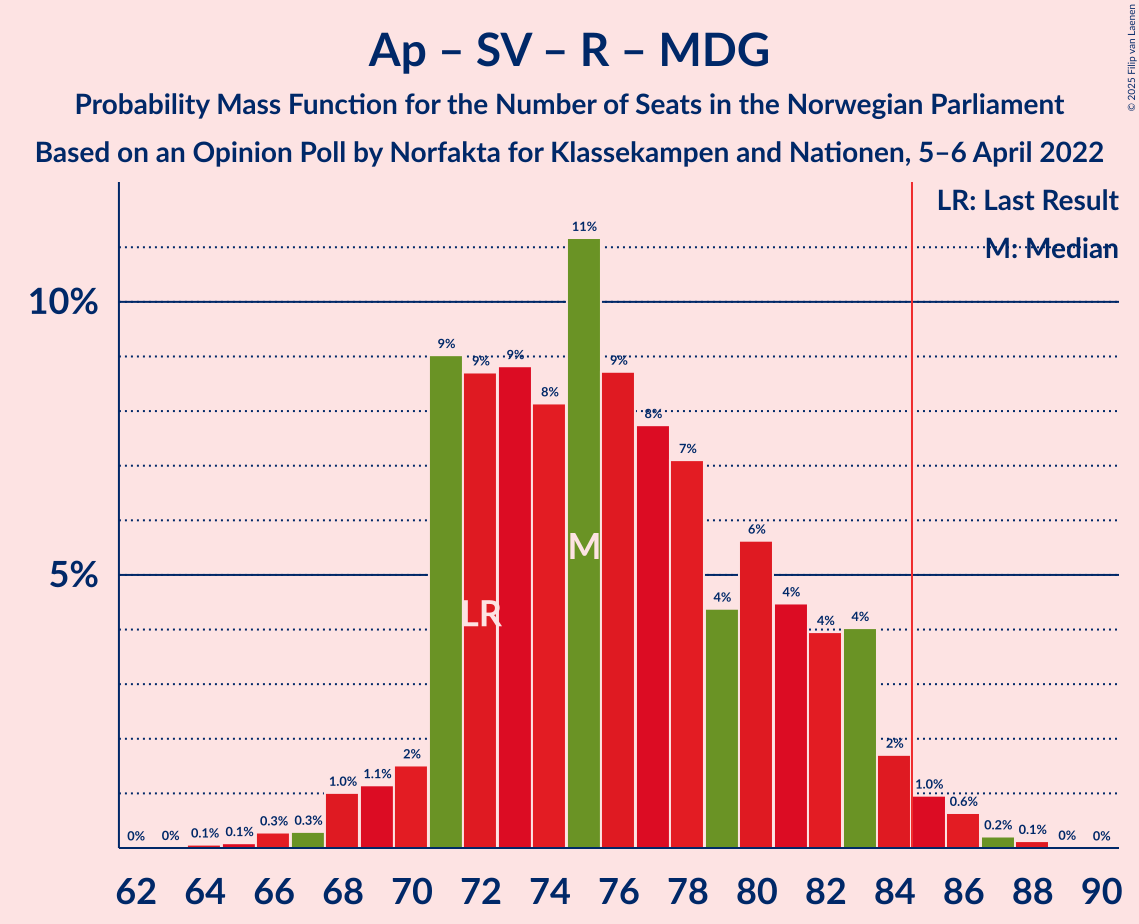 Ap – SV – R – MDG
Probability Mass Function for the Number of Seats in the Norwegian Parliament
Based on an Opinion Poll by Norfakta for Klassekampen and Nationen, 5–6 April 2022
© 2025 Filip van Laenen
LR: Last Result
M: Median
10%
5%
0% 0% 0.1% 0.1% 0.3% 0.3% 1.0% 1.1% 2% 9% 9% 9% 8% 11% 9% 8% 7% 4% 6% 4% 4% 4% 2% 1.0% 0.6% 0.2% 0.1% 0% 0%
M
LR
62 64 66 68 70 72 74 76 78 80 82 84 86 88 90